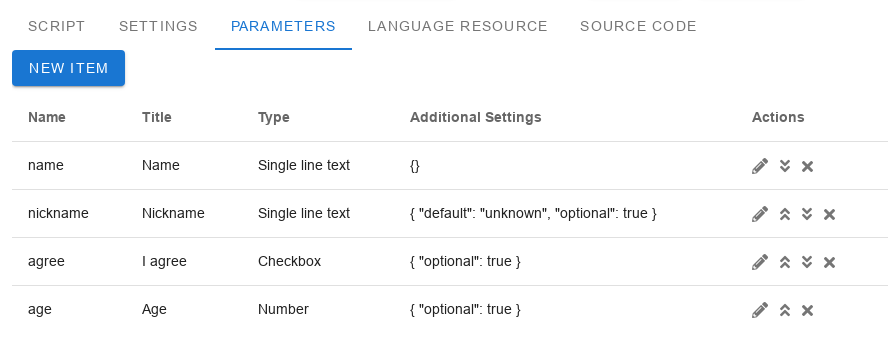 SCRIPT SETTINGS PARAMETERS LANGUAGE RESOURCE SOURCE CODE
NEW ITEM
Name Title Type Additional Settings Actions
name Name Single line text {}
nickname Nickname Single line text { "default": "unknown", "optional": true }
agree I agree Checkbox { "optional": true }
age Age Number { "optional": true }